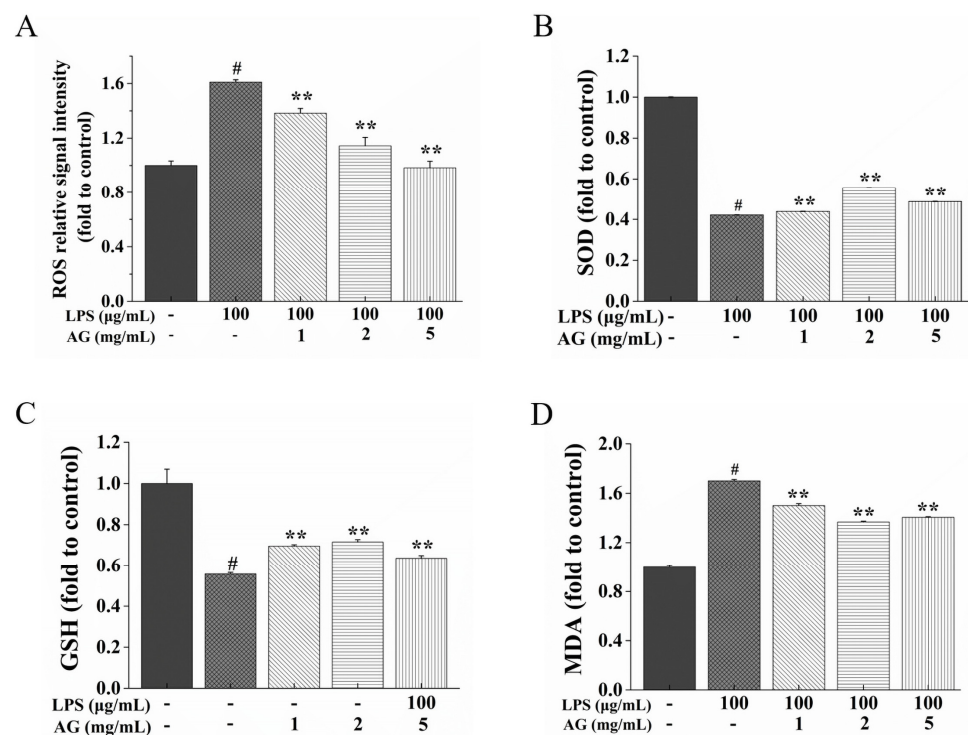 A
ROS relative signal intensity
(fold to control)
1.6
1.2
0.8
0.4
0.0
#
**
**
**
LPS (μg/mL) - 100 100 100 100
AG (mg/mL) - - 1 2 5
B
SOD (fold to control)
1.0
0.8
0.6
0.4
0.2
0.0
#
**
**
**
LPS (μg/mL) - 100 100 100 100
AG (mg/mL) - - 1 2 5
C
GSH (fold to control)
1.2
1.0
0.8
0.6
0.4
0.2
0.0
#
**
**
**
LPS (μg/mL) - - - - 100
AG (mg/mL) - - 1 2 5
D
MDA (fold to control)
2.0
1.6
1.2
0.8
0.4
0.0
#
**
**
**
LPS (μg/mL) - 100 100 100 100
AG (mg/mL) - - 1 2 5